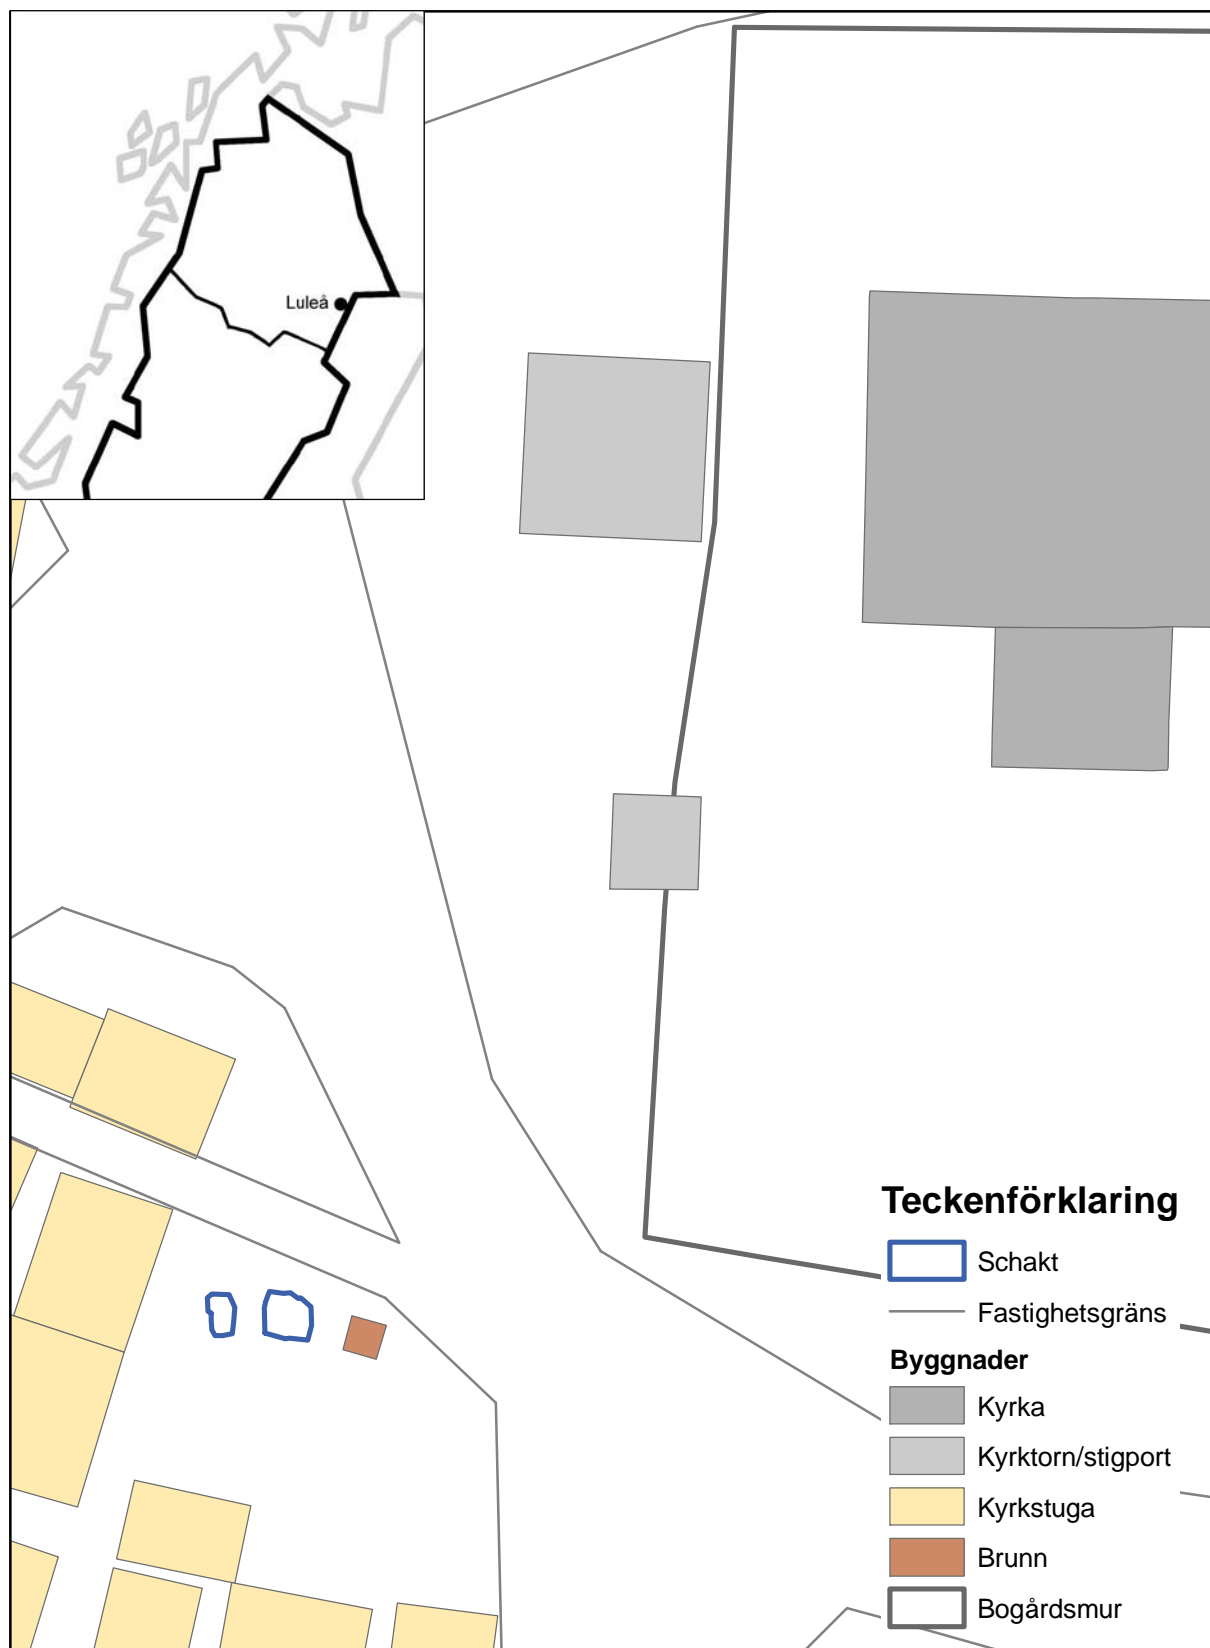 Luleå
Teckenförklaring
Schakt
Fastighetsgräns
Byggnader
Kyrka
Kyrktorn/stigport
Kyrkstuga
Brunn
Bogårdsmur